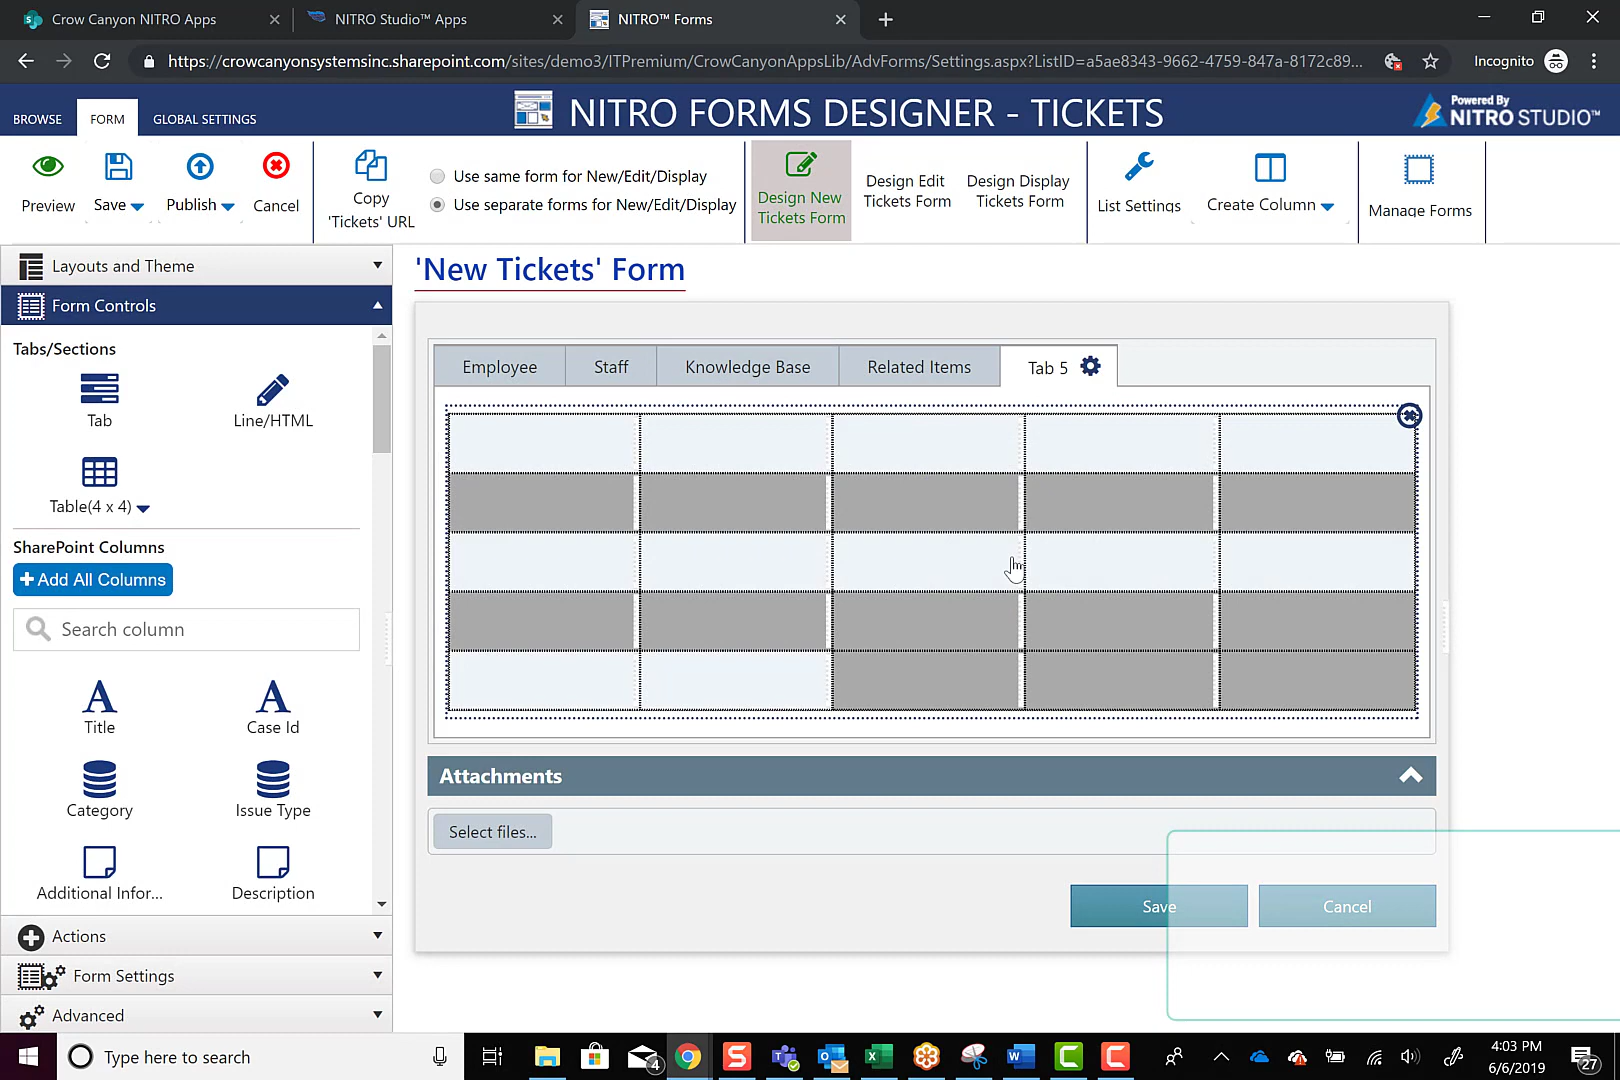 Crow Canyon NITRO Apps
NITRO Studio™ Apps
NITRO™ Forms
https://crowcanyonsystemsinc.sharepoint.com/sites/demo3/ITPremium/CrowCanyonAppsLib/AdvForms/Settings.aspx?ListID=a5ae8343-9662-4759-847a-8172c89...
Incognito
BROWSE
FORM
GLOBAL SETTINGS
NITRO FORMS DESIGNER - TICKETS
Powered By
NITRO STUDIO™
Preview
Save
Publish
Cancel
Copy
'Tickets' URL
Use same form for New/Edit/Display
Use separate forms for New/Edit/Display
Design New
Tickets Form
Design Edit
Tickets Form
Design Display
Tickets Form
List Settings
Create Column
Manage Forms
Layouts and Theme
Form Controls
Tabs/Sections
Tab
Line/HTML
Table(4 x 4)
SharePoint Columns
+ Add All Columns
Search column
Title
Case Id
Category
Issue Type
Additional Infor...
Description
Actions
Form Settings
Advanced
'New Tickets' Form
Employee
Staff
Knowledge Base
Related Items
Tab 5
Attachments
Select files...
Save
Cancel
Type here to search
4
4:03 PM
6/6/2019
27